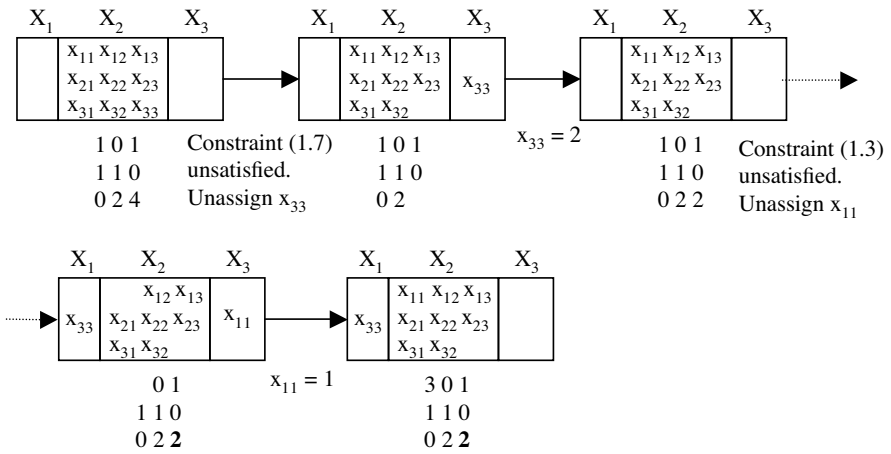 X1 X2 X3 X1 X2 X3 X1 X2 X3
x11 x12 x13 x11 x12 x13 x11 x12 x13
x21 x22 x23 x21 x22 x23 x33 x21 x22 x23
x31 x32 x33 x31 x32 x31 x32
1 0 1 Constraint (1.7) 1 0 1 x33 = 2 1 0 1 Constraint (1.3)
1 1 0 unsatisfied. 1 1 0 1 1 0 unsatisfied.
0 2 4 Unassign x33 0 2 0 2 2 Unassign x11
X1 X2 X3 X1 X2 X3
x12 x13 x11 x12 x13
x33 x21 x22 x23 x11 x33 x21 x22 x23
x31 x32 x31 x32
0 1 x11 = 1 3 0 1
1 1 0 1 1 0
0 2 2 0 2 2